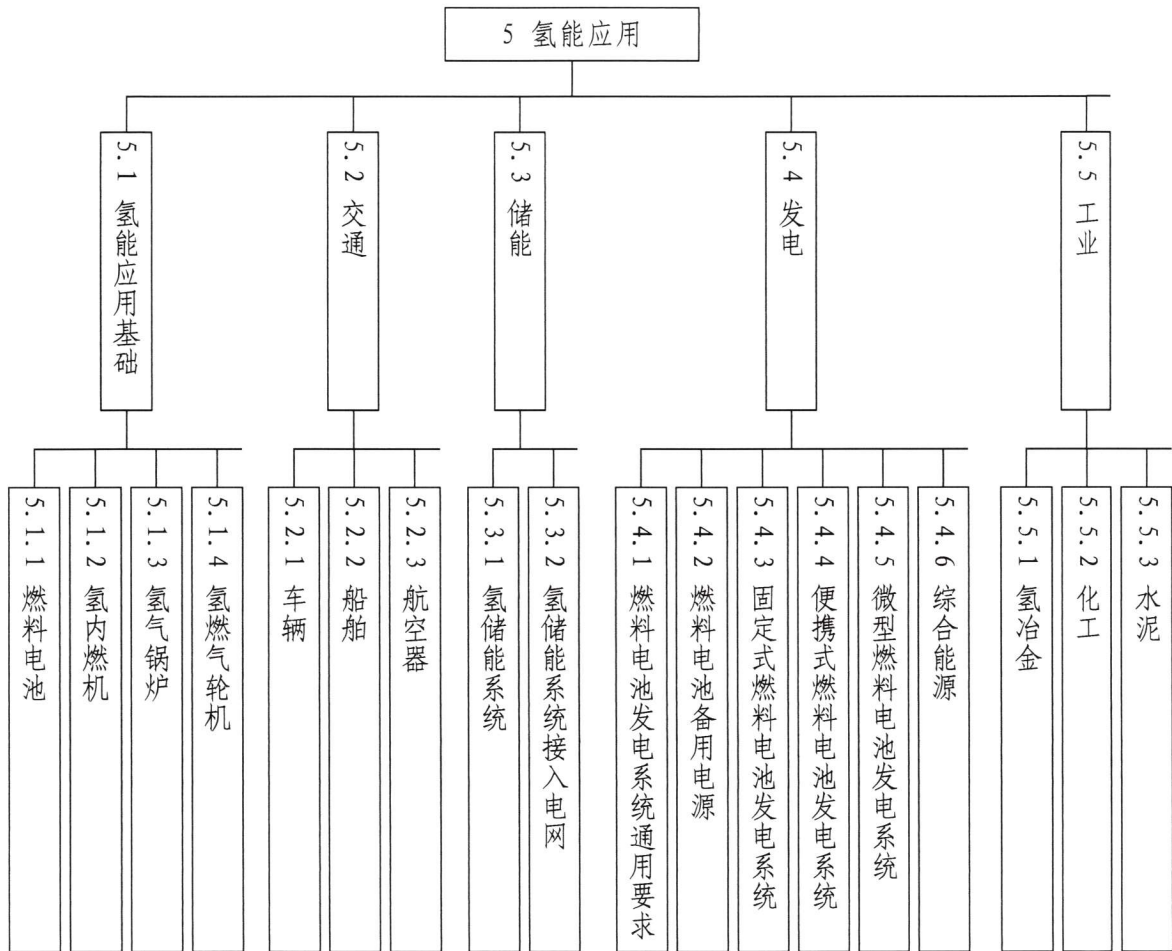 5 氢能应用
5.1 氢能应用基础
5.2 交通
5.3 储能
5.4 发电
5.5 工业
5.1.1 燃料电池
5.1.2 氢内燃机
5.1.3 氢气锅炉
5.1.4 氢燃气轮机
5.2.1 车辆
5.2.2 船舶
5.2.3 航空器
5.3.1 氢储能系统
5.3.2 氢储能系统接入电网
5.4.1 燃料电池发电系统通用要求
5.4.2 燃料电池备用电源
5.4.3 固定式燃料电池发电系统
5.4.4 便携式燃料电池发电系统
5.4.5 微型燃料电池发电系统
5.4.6 综合能源
5.5.1 氢冶金
5.5.2 化工
5.5.3 水泥